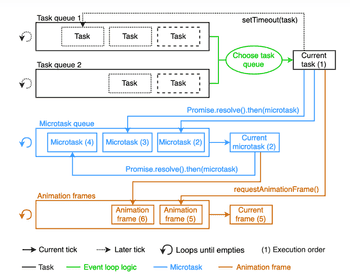 Task queue 1
setTimeout(task)
Task
Task
Task
Choose task
queue
Current
task (1)
Task queue 2
Task
Task
Microtask queue
Promise.resolve().then(microtask)
Microtask (4)
Microtask (3)
Microtask (2)
Current
microtask (2)
Promise.resolve().then(microtask)
requestAnimationFrame()
Animation frames
Animation
frame (6)
Animation
frame (5)
Current
frame (5)
Current tick
Later tick
Loops until empties
(1) Execution order
Task
Event loop logic
Microtask
Animation frame